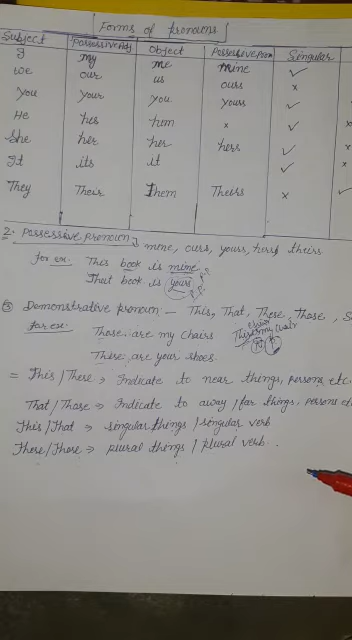 Forms of pronouns
Subject Possessive Adj Object Possessive Pron Singular
I my me mine ✓
We our us ours x
You your you yours ✓ x
He hes him x ✓ x
She her her hers ✓ x
It its it ✓ x
They Their Them Theirs x ✓
2. Possessive pronoun → mine, ours, yours, hers, theirs
for ex. This book is mine P.P
That book is yours P.P.
③ Demonstrative pronoun - This, That, These, Those, S
for ex. Those are my chairs This is my chair
These are your shoes.
= This/These ⇒ Indicate to near things, persons etc.
That/Those ⇒ Indicate to away/far things, persons etc
This/That ⇒ singular things/singular verb
These/Those ⇒ plural things/plural verb.